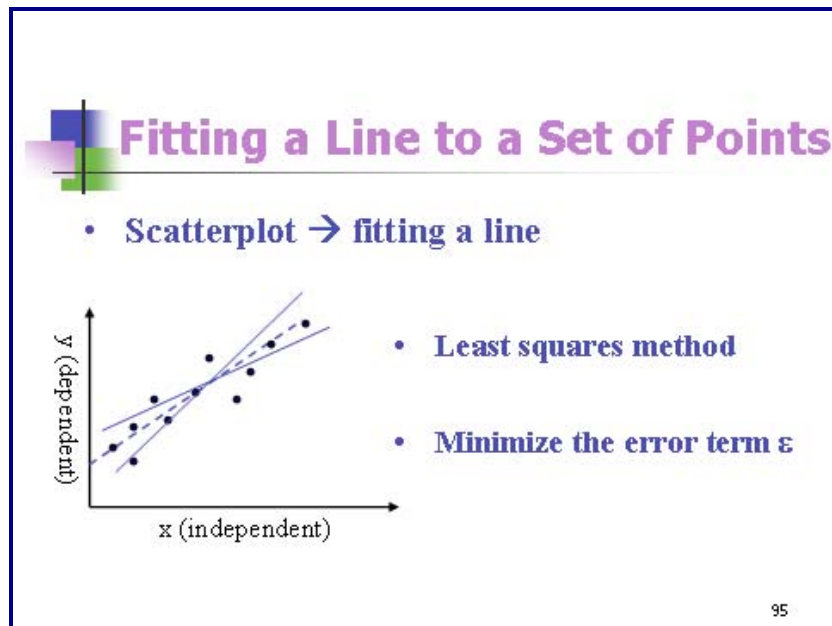 Fitting a Line to a Set of Points
• Scatterplot → fitting a line
y (dependent)
x (independent)
• Least squares method
• Minimize the error term ε
95